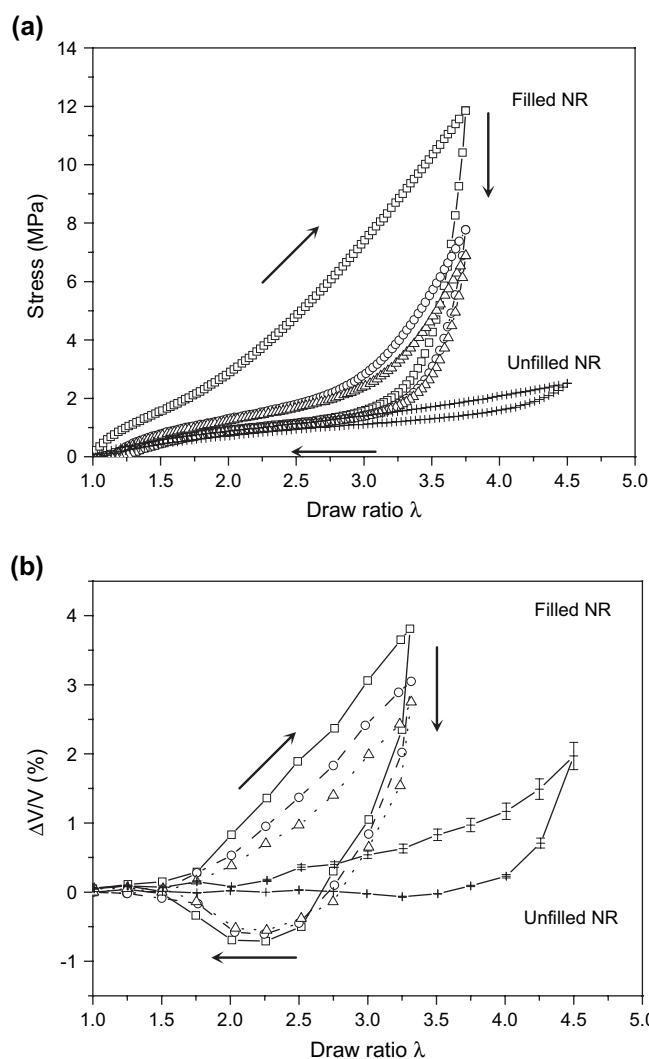 (a)
14
12
10
8
6
4
2
0
Stress (MPa)
Filled NR
Unfilled NR
1.0 1.5 2.0 2.5 3.0 3.5 4.0 4.5 5.0
Draw ratio λ
(b)
4
3
2
1
0
-1
ΔV/V (%)
Filled NR
Unfilled NR
1.0 1.5 2.0 2.5 3.0 3.5 4.0 4.5 5.0
Draw ratio λ